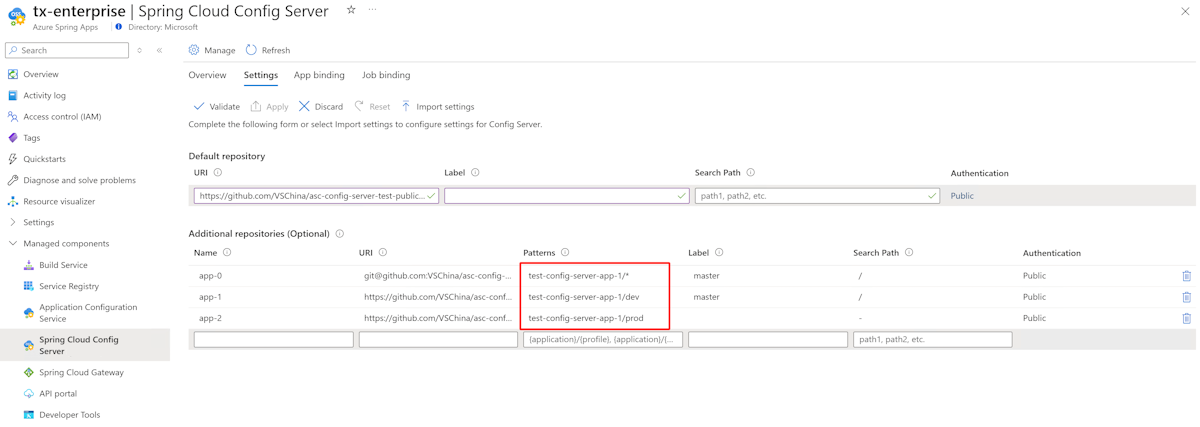 tx-enterprise | Spring Cloud Config Server ☆ ...
Azure Spring Apps Directory: Microsoft
Search
Overview
Activity log
Access control (IAM)
Tags
Quickstarts
Diagnose and solve problems
Resource visualizer
Settings
Managed components
Build Service
Service Registry
Application Configuration
Service
Spring Cloud Config
Server
Spring Cloud Gateway
API portal
Developer Tools
Manage Refresh
Overview Settings App binding Job binding
Validate Apply Discard Reset Import settings
Complete the following form or select Import settings to configure settings for Config Server.
Default repository
URI Label Search Path Authentication
https://github.com/VSChina/asc-config-server-test-public... path1, path2, etc. Public
Additional repositories (Optional)
Name URI Patterns Label Search Path Authentication
app-0 git@github.com:VSChina/asc-config-... test-config-server-app-1/* master / Public
app-1 https://github.com/VSChina/asc-conf... test-config-server-app-1/dev master / Public
app-2 https://github.com/VSChina/asc-conf... test-config-server-app-1/prod - Public
{application}/{profile}, {application}/{... path1, path2, etc.